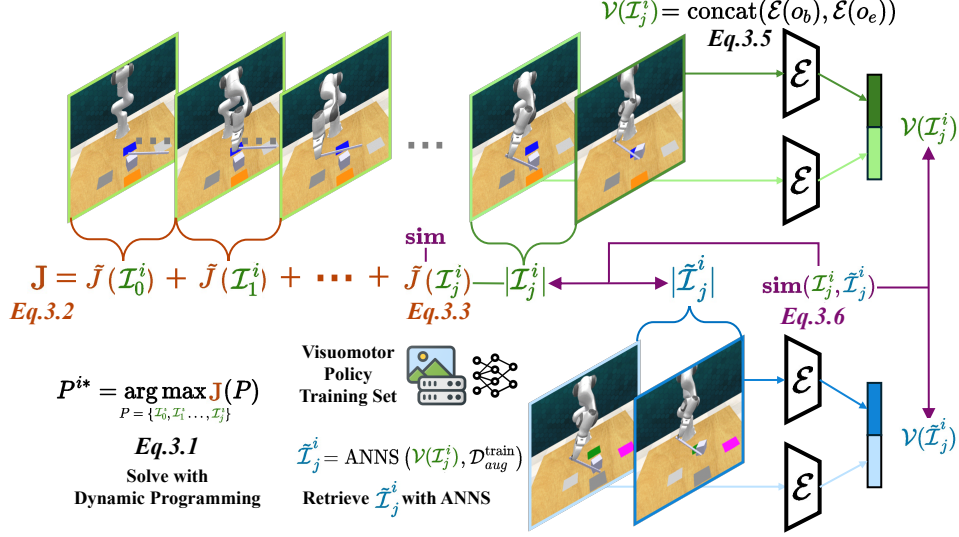 𝒱(ℐ_j^i) = concat(ℰ(o_b), ℰ(o_e))
Eq.3.5
ℰ
𝒱(ℐ_j^i)
ℰ
sim
J = J̃(ℐ_0^i) + J̃(ℐ_1^i) + ··· + J̃(ℐ_j^i)
|ℐ_j^i|
|ℐ̃_j^i|
sim(ℐ_j^i, ℐ̃_j^i)
Eq.3.2
Eq.3.3
Eq.3.6
Visuomotor
Policy
Training Set
P^{i*} = arg max J(P)
P = {ℐ_0^i, ℐ_1^i ..., ℐ_j^i}
Eq.3.1
Solve with
Dynamic Programming
ℐ̃_j^i = ANNS(𝒱(ℐ_j^i), 𝒟_{aug}^{train})
Retrieve ℐ̃_j^i with ANNS
ℰ
𝒱(ℐ̃_j^i)
ℰ